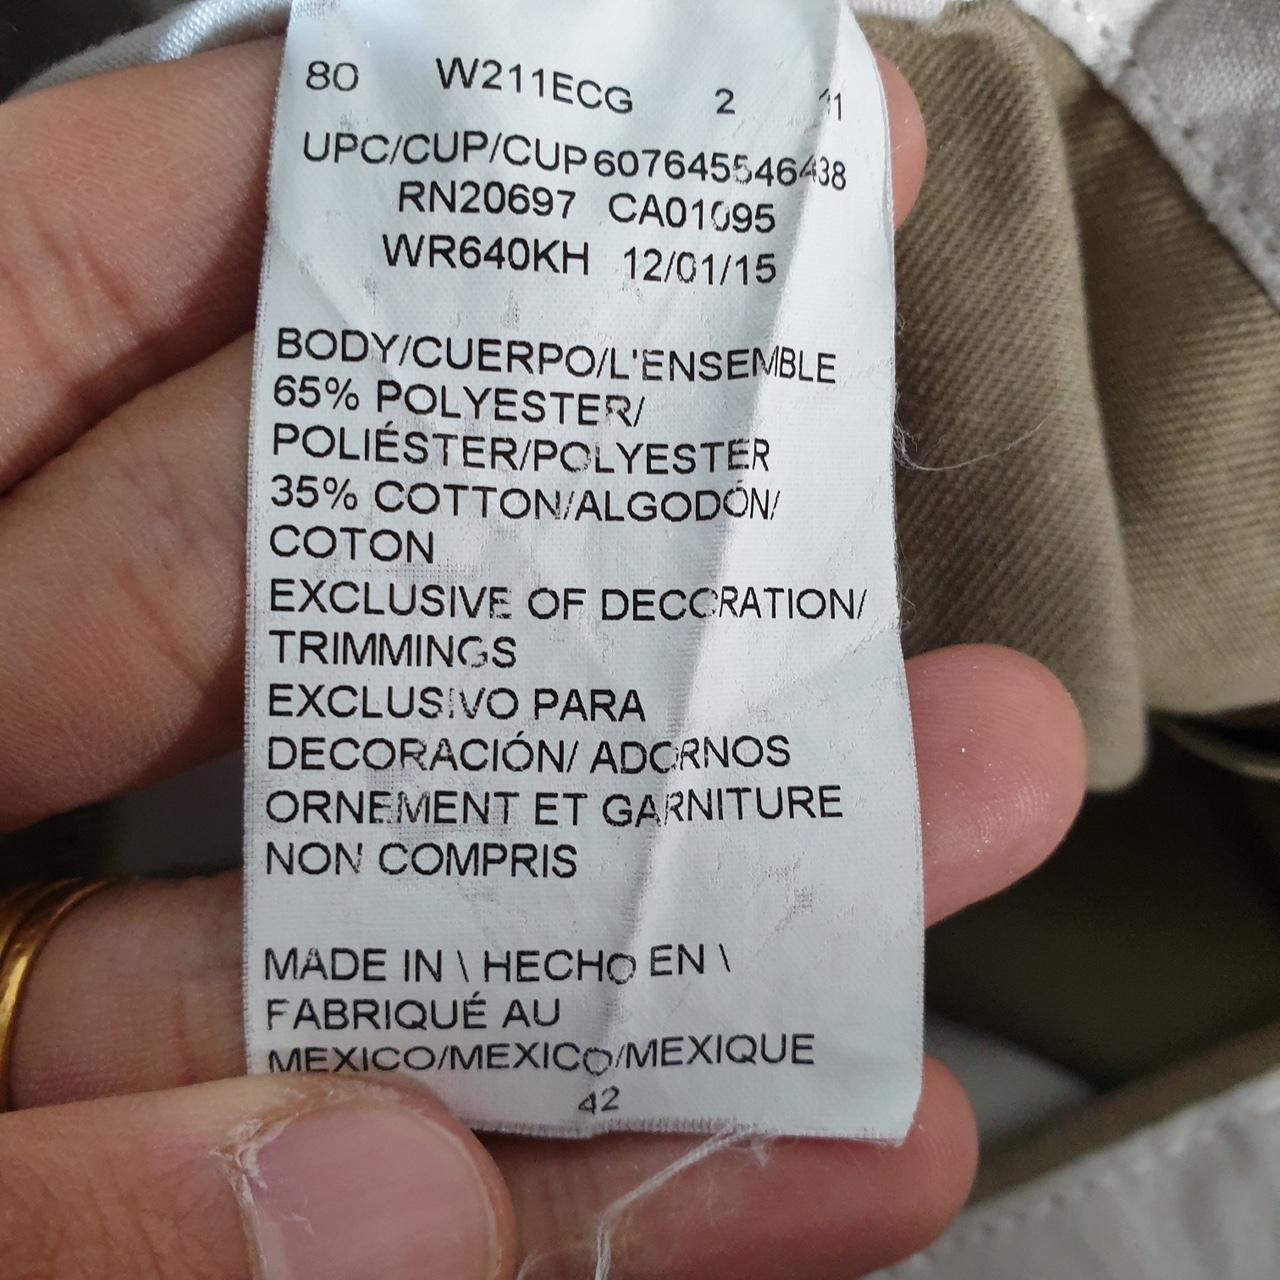 80 W211ECG 2
UPC/CUP/CUP 607645546438
RN20697 CA01095
WR640KH 12/01/15
BODY/CUERPO/L'ENSEMBLE
65% POLYESTER/
POLIÉSTER/POLYESTER
35% COTTON/ALGODÓN/
COTON
EXCLUSIVE OF DECORATION/
TRIMMINGS
EXCLUSIVO PARA
DECORACIÓN/ ADORNOS
ORNEMENT ET GARNITURE
NON COMPRIS
MADE IN \ HECHO EN \
FABRIQUÉ AU
MEXICO/MEXICO/MEXIQUE
42